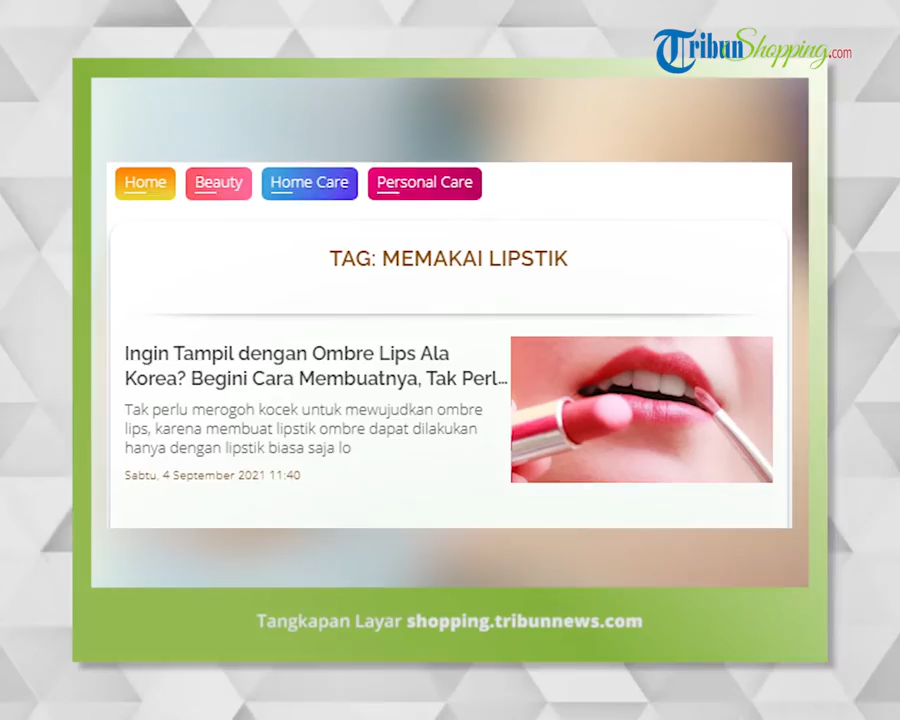 TribunShopping.com
Home Beauty Home Care Personal Care
TAG: MEMAKAI LIPSTIK
Ingin Tampil dengan Ombre Lips Ala
Korea? Begini Cara Membuatnya, Tak Perl...
Tak perlu merogoh kocek untuk mewujudkan ombre
lips, karena membuat lipstik ombre dapat dilakukan
hanya dengan lipstik biasa saja lo
Sabtu, 4 September 2021 11:40
Tangkapan Layar shopping.tribunnews.com